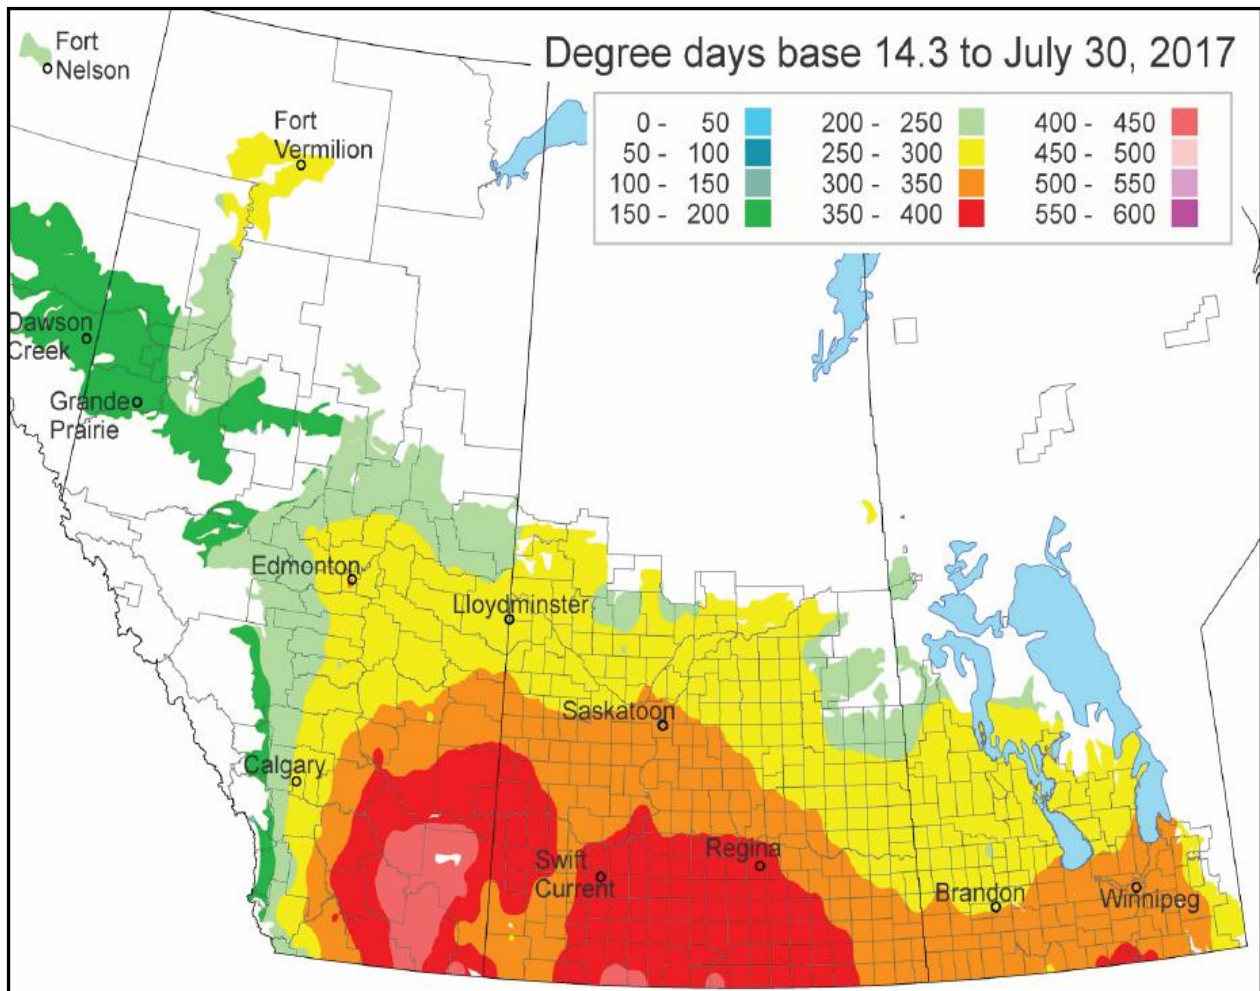 Degree days base 14.3 to July 30, 2017
0 - 50
50 - 100
100 - 150
150 - 200
200 - 250
250 - 300
300 - 350
350 - 400
400 - 450
450 - 500
500 - 550
550 - 600
Fort
Nelson
Fort
Vermilion
Dawson
Creek
Grande
Prairie
Edmonton
Lloydminster
Saskatoon
Calgary
Swift
Current
Regina
Brandon
Winnipeg